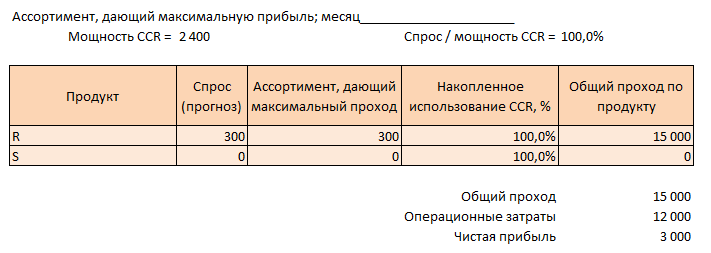 Ассортимент, дающий максимальную прибыль; месяц______________________
Мощность CCR = 2 400 Спрос / мощность CCR = 100,0%
Продукт Спрос (прогноз) Ассортимент, дающий максимальный проход Накопленное использование CCR, % Общий проход по продукту
R 300 300 100,0% 15 000
S 0 0 100,0% 0
Общий проход 15 000
Операционные затраты 12 000
Чистая прибыль 3 000